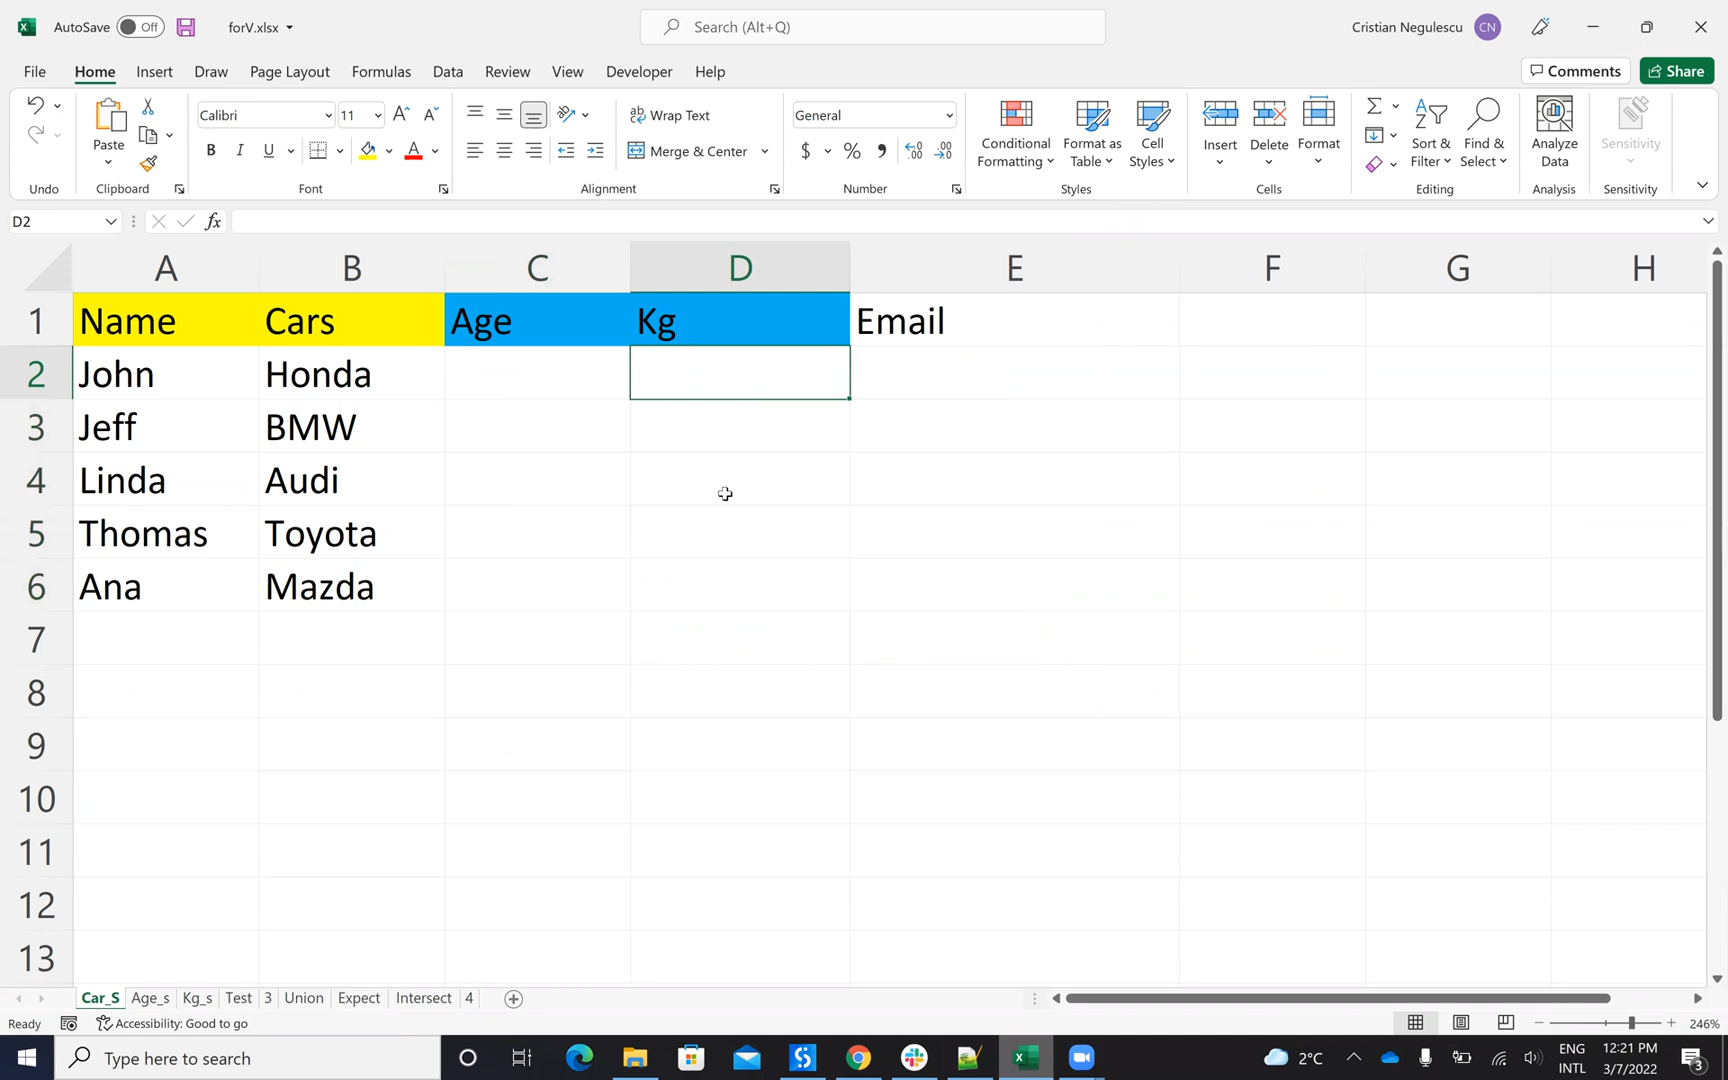 AutoSave Off forV.xlsx Search (Alt+Q) Cristian Negulescu CN
File Home Insert Draw Page Layout Formulas Data Review View Developer Help Comments Share
Paste Calibri 11 Wrap Text General Conditional Formatting Format as Table Cell Styles Insert Delete Format Sort & Filter Find & Select Analyze Data Sensitivity
B I U A Merge & Center $ % 9
Undo Clipboard Font Alignment Number Styles Cells Editing Analysis Sensitivity
D2 fx
A B C D E F G H
1 Name Cars Age Kg Email
2 John Honda
3 Jeff BMW
4 Linda Audi
5 Thomas Toyota
6 Ana Mazda
7
8
9
10
11
12
13
Car_S Age_s Kg_s Test 3 Union Expect Intersect 4
Ready Accessibility: Good to go 246%
Type here to search 2°C ENG INTL 12:21 PM 3/7/2022 3